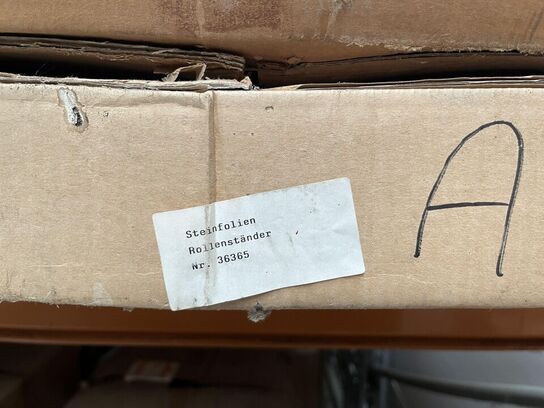 Steinfolien
Rollenständer
Nr. 36365
A